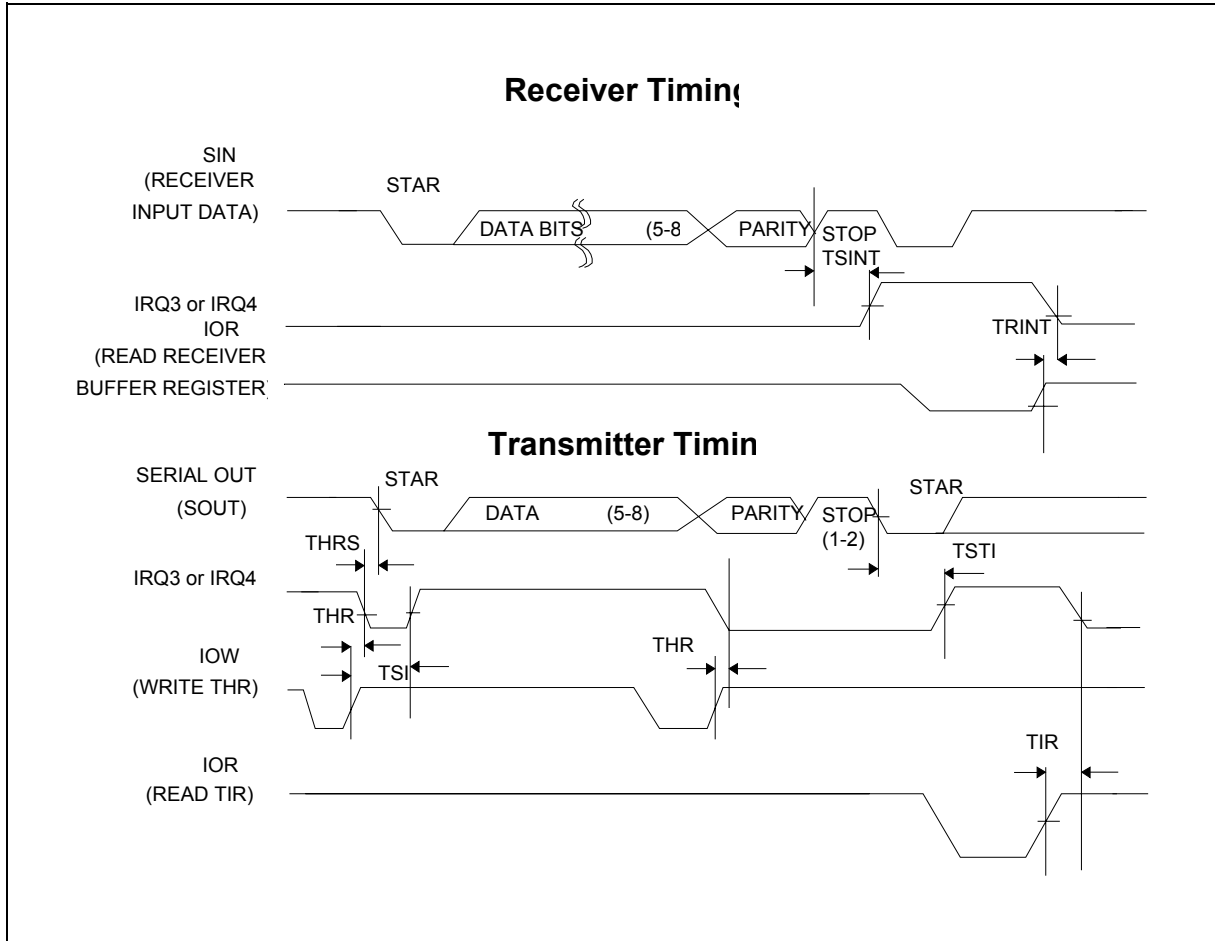 Receiver Timing
SIN
(RECEIVER
INPUT DATA)
STAR
DATA BITS (5-8
PARITY
STOP
TSINT
IRQ3 or IRQ4
IOR
(READ RECEIVER
BUFFER REGISTER)
TRINT
Transmitter Timin
SERIAL OUT
(SOUT)
STAR
DATA (5-8)
PARITY
STOP
(1-2)
STAR
THRS
TSTI
IRQ3 or IRQ4
THR
THR
IOW
(WRITE THR)
TSI
TIR
IOR
(READ TIR)